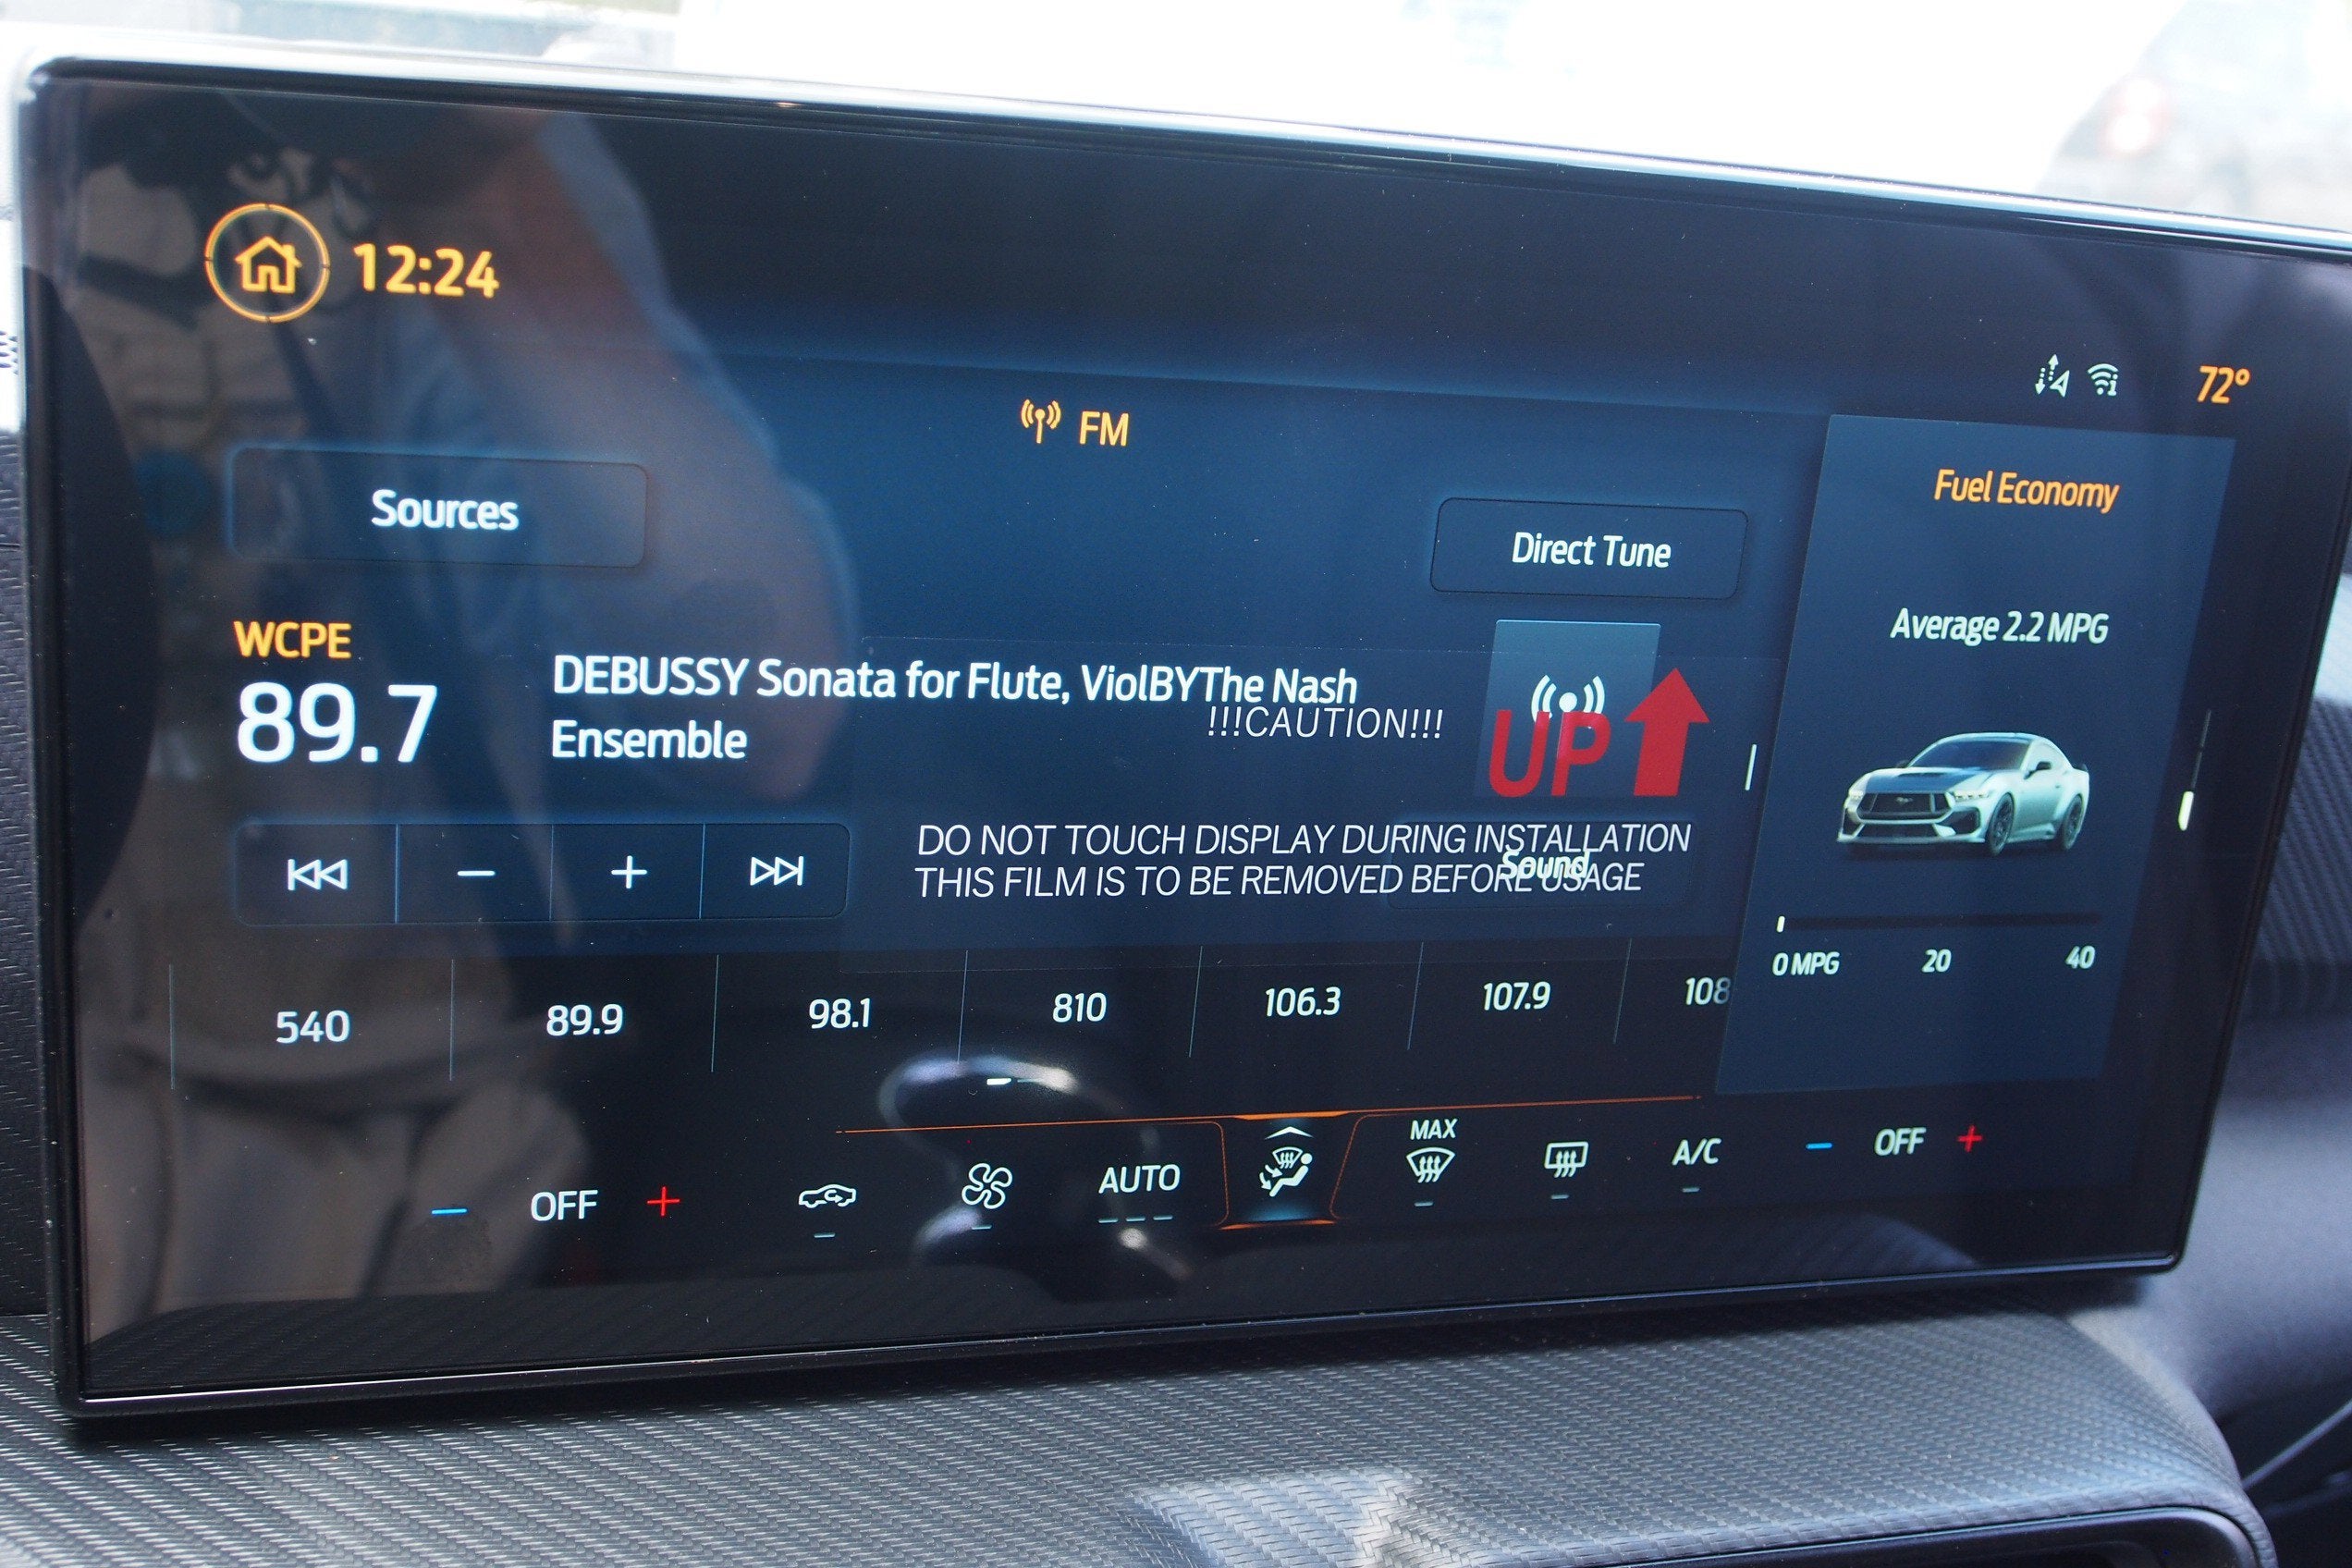 12:24
72°
FM
Sources
Direct Tune
Fuel Economy
Average 2.2 MPG
WCPE
89.7
DEBUSSY Sonata for Flute, ViolBYThe Nash
Ensemble
!!!CAUTION!!!
UP
DO NOT TOUCH DISPLAY DURING INSTALLATION
THIS FILM IS TO BE REMOVED BEFORE USAGE
Sound
0 MPG 20 40
540 89.9 98.1 810 106.3 107.9 108
− OFF + AUTO MAX A/C − OFF +